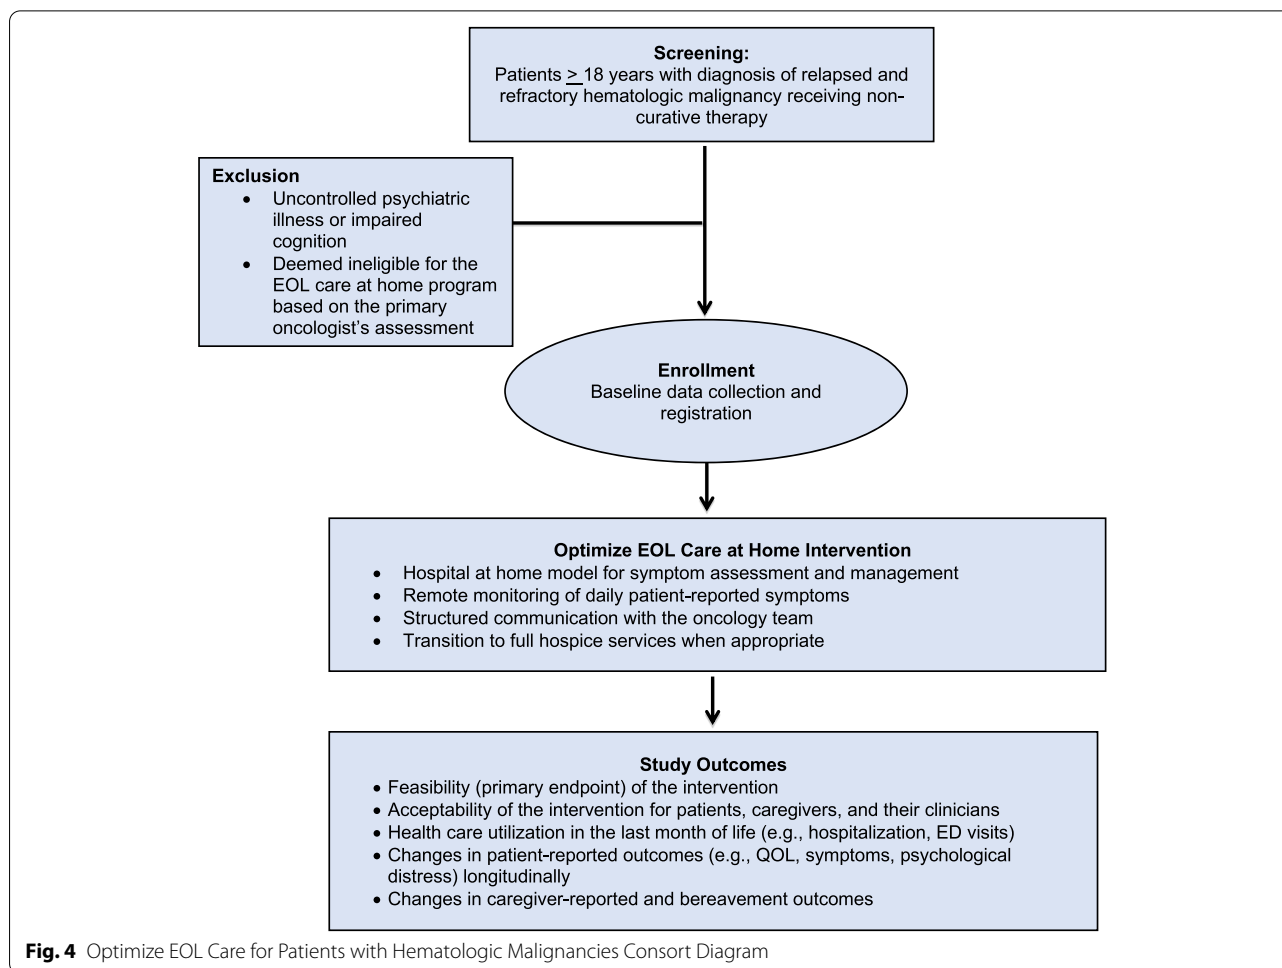 Screening:
Patients > 18 years with diagnosis of relapsed and
refractory hematologic malignancy receiving non-
curative therapy
Exclusion
• Uncontrolled psychiatric
illness or impaired
cognition
• Deemed ineligible for the
EOL care at home program
based on the primary
oncologist’s assessment
Enrollment
Baseline data collection and
registration
Optimize EOL Care at Home Intervention
• Hospital at home model for symptom assessment and management
• Remote monitoring of daily patient-reported symptoms
• Structured communication with the oncology team
• Transition to full hospice services when appropriate
Study Outcomes
• Feasibility (primary endpoint) of the intervention
• Acceptability of the intervention for patients, caregivers, and their clinicians
• Health care utilization in the last month of life (e.g., hospitalization, ED visits)
• Changes in patient-reported outcomes (e.g., QOL, symptoms, psychological
distress) longitudinally
• Changes in caregiver-reported and bereavement outcomes
Fig. 4 Optimize EOL Care for Patients with Hematologic Malignancies Consort Diagram